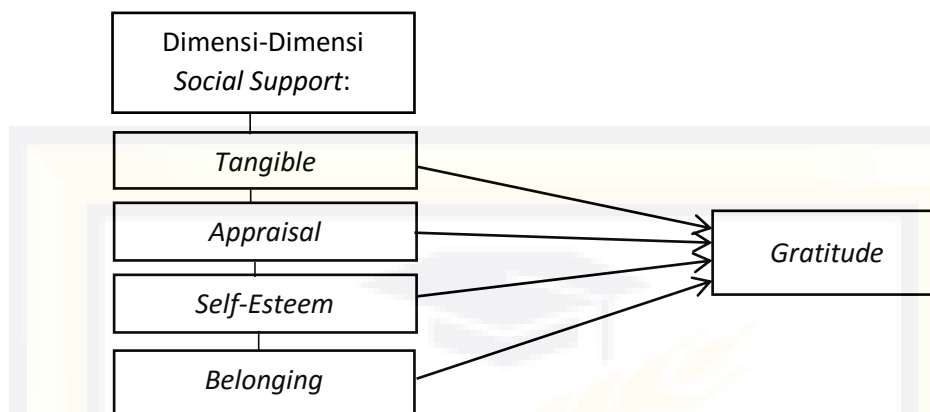 Dimensi-Dimensi
Social Support:
Tangible
Appraisal
Self-Esteem
Belonging
Gratitude